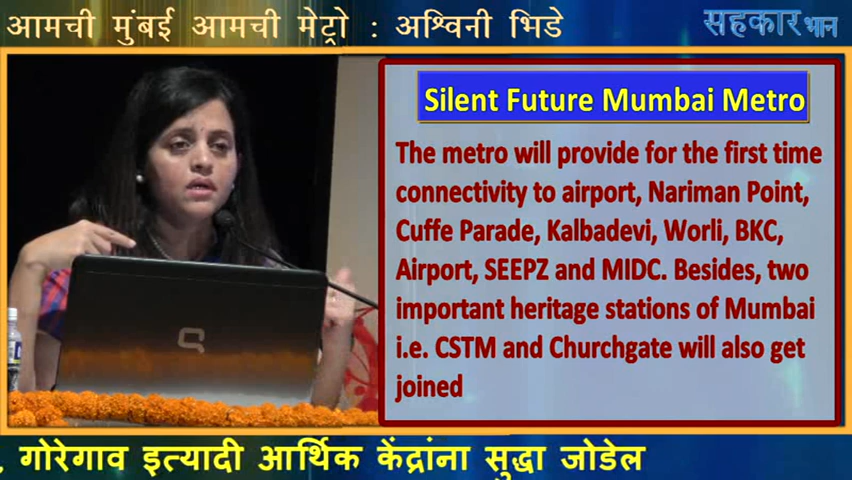 आमची मुंबई आमची मेट्रो : अश्विनी भिडे
सहकार भान
Silent Future Mumbai Metro
The metro will provide for the first time
connectivity to airport, Nariman Point,
Cuffe Parade, Kalbadevi, Worli, BKC,
Airport, SEEPZ and MIDC. Besides, two
important heritage stations of Mumbai
i.e. CSTM and Churchgate will also get
joined
. गोरेगाव इत्यादी आर्थिक केंद्रांना सुद्धा जोडेल